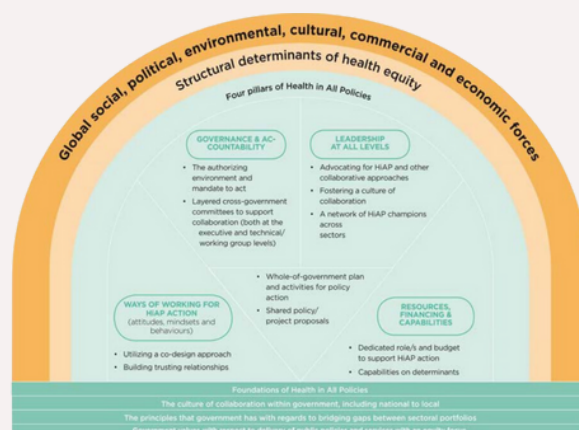 Global social, political, environmental, cultural, commercial and economic forces
Structural determinants of health equity
Four pillars of Health in All Policies
GOVERNANCE & AC-
COUNTABILITY
• The authorizing
environment and
mandate to act
• Layered cross-government
committees to support
collaboration (both at the
executive and technical/
working group levels)
LEADERSHIP
AT ALL LEVELS
• Advocating for HiAP and other
collaborative approaches
• Fostering a culture of
collaboration
• A network of HiAP champions
across
sectors
• Whole-of-government plan
and activities for policy
action
• Shared policy/
project proposals
WAYS OF WORKING FOR
HiAP ACTION
(attitudes, mindsets and
behaviours)
• Utilizing a co-design approach
• Building trusting relationships
RESOURCES,
FINANCING &
CAPABILITIES
• Dedicated role/s and budget
to support HiAP action
• Capabilities on determinants
Foundations of Health in All Policies
The culture of collaboration within government, including national to local
The principles that government has with regards to bridging gaps between sectoral portfolios